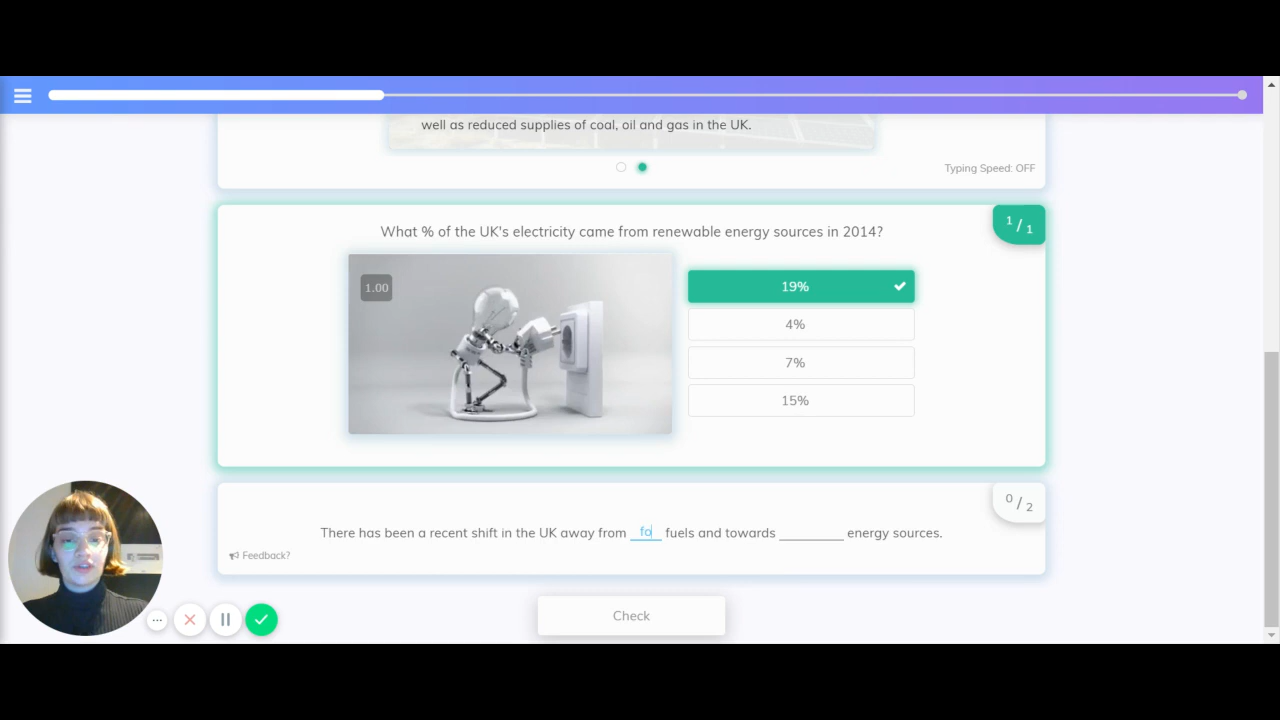 well as reduced supplies of coal, oil and gas in the UK.
Typing Speed: OFF
What % of the UK's electricity came from renewable energy sources in 2014?
1 / 1
1.00
19%
4%
7%
15%
0 / 2
There has been a recent shift in the UK away from fo fuels and towards ________ energy sources.
Feedback?
Check